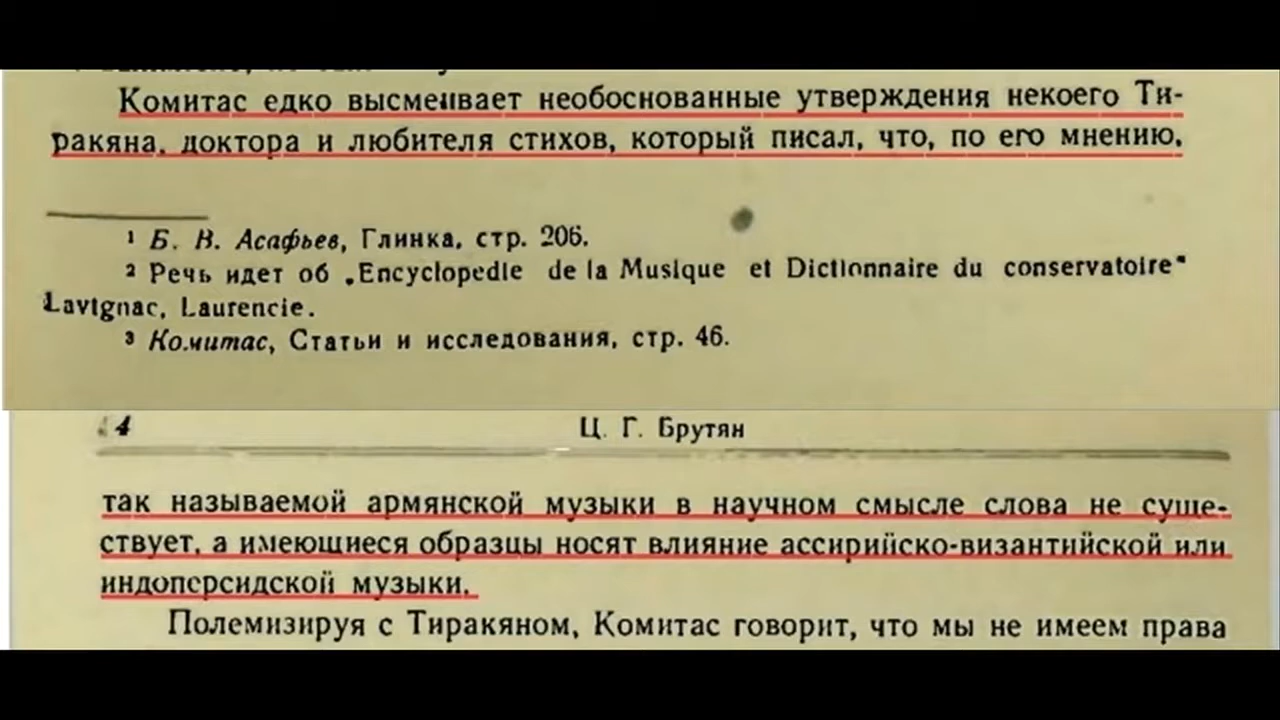 Комитас едко высмеивает необоснованные утверждения некоего Ти-
ракяна, доктора и любителя стихов, который писал, что, по его мнению,
¹ Б. В. Асафьев, Глинка, стр. 206.
² Речь идет об „Encyclopedie de la Musique et Dictionnaire du conservatoire"
Lavignac, Laurencie.
³ Комитас, Статьи и исследования, стр. 46.
4
Ц. Г. Брутян
так называемой армянской музыки в научном смысле слова не суще-
ствует, а имеющиеся образцы носят влияние ассирийско-византийской или
индоперсидской музыки.
Полемизируя с Тиракяном, Комитас говорит, что мы не имеем права